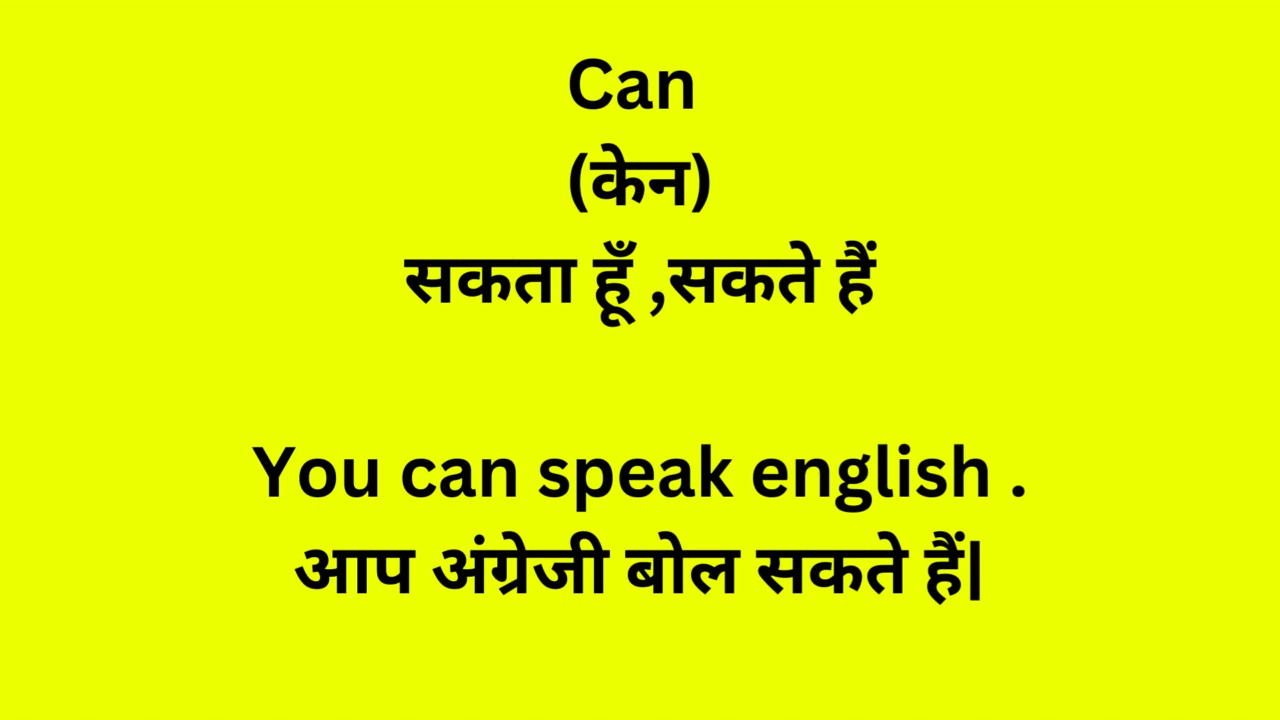 Can
(केन)
सकता हूँ ,सकते हैं
You can speak english .
आप अंग्रेजी बोल सकते हैं|